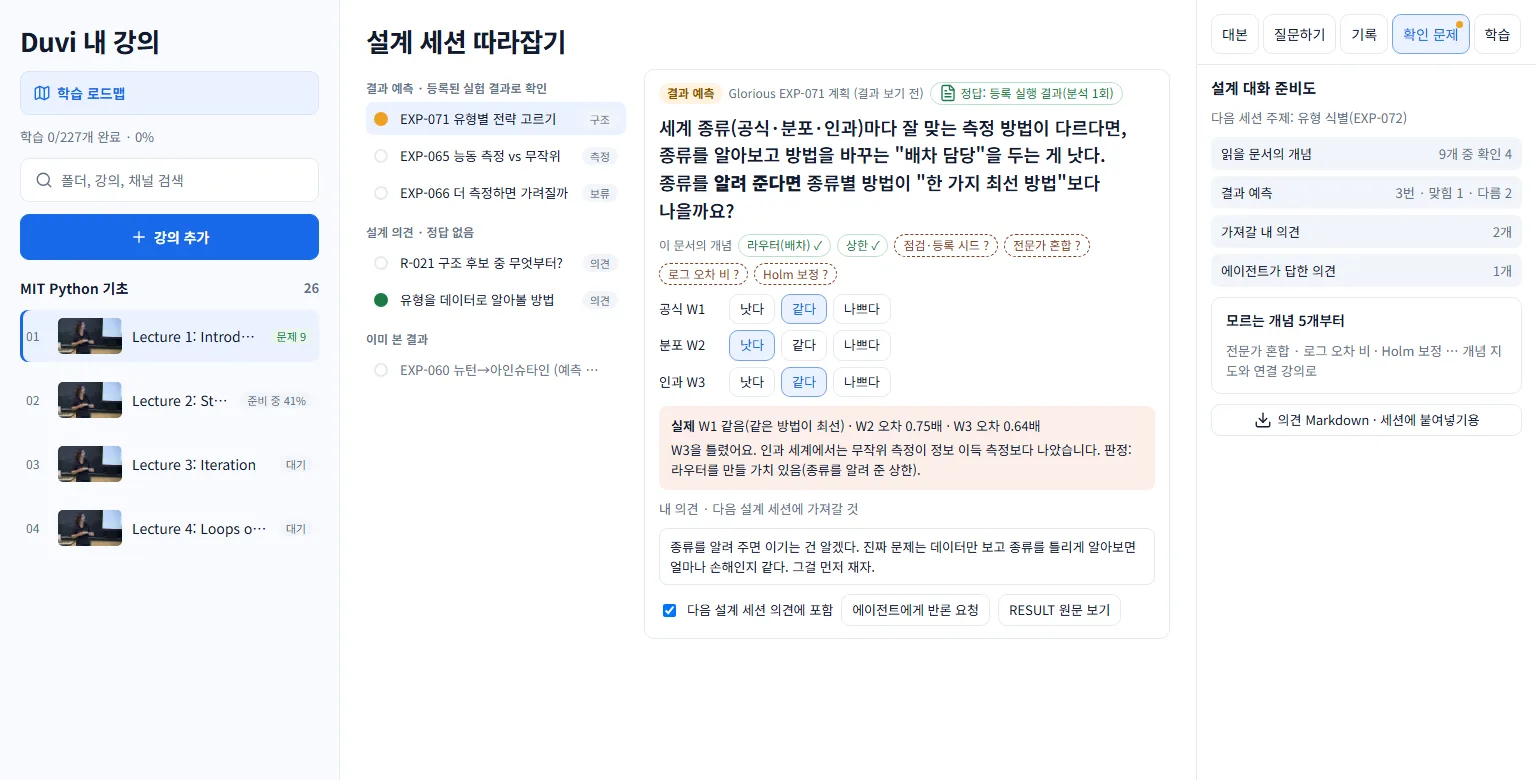 Duvi 내 강의
학습 로드맵
학습 0/227개 완료 · 0%
폴더, 강의, 채널 검색
+ 강의 추가
MIT Python 기초 26
01 Lecture 1: Introd··· 문제 9
02 Lecture 2: St··· 준비 중 41%
03 Lecture 3: Iteration 대기
04 Lecture 4: Loops o··· 대기
설계 세션 따라잡기
결과 예측 · 등록된 실험 결과로 확인
EXP-071 유형별 전략 고르기 구조
EXP-065 능동 측정 vs 무작위 측정
EXP-066 더 측정하면 가려질까 보류
설계 의견 · 정답 없음
R-021 구조 후보 중 무엇부터? 의견
유형을 데이터로 알아볼 방법 의견
이미 본 결과
EXP-060 뉴턴→아인슈타인 (예측 ···
결과 예측 Glorious EXP-071 계획 (결과 보기 전) 정답: 등록 실행 결과(분석 1회)
세계 종류(공식·분포·인과)마다 잘 맞는 측정 방법이 다르다면,
종류를 알아보고 방법을 바꾸는 "배차 담당"을 두는 게 낫다.
종류를 알려 준다면 종류별 방법이 "한 가지 최선 방법"보다
나을까요?
이 문서의 개념 라우터(배차) ✓ 상한 ✓ 점검·등록 시드 ? 전문가 혼합 ?
로그 오차 비 ? Holm 보정 ?
공식 W1 낫다 같다 나쁘다
분포 W2 낫다 같다 나쁘다
인과 W3 낫다 같다 나쁘다
실제 W1 같음(같은 방법이 최선) · W2 오차 0.75배 · W3 오차 0.64배
W3을 틀렸어요. 인과 세계에서는 무작위 측정이 정보 이득 측정보다 나았습니다. 판정:
라우터를 만들 가치 있음(종류를 알려 준 상한).
내 의견 · 다음 설계 세션에 가져갈 것
종류를 알려 주면 이기는 건 알겠다. 진짜 문제는 데이터만 보고 종류를 틀리게 알아보면
얼마나 손해인지 같다. 그걸 먼저 재자.
다음 설계 세션 의견에 포함 에이전트에게 반론 요청 RESULT 원문 보기
대본 질문하기 기록 확인 문제 학습
설계 대화 준비도
다음 세션 주제: 유형 식별(EXP-072)
읽을 문서의 개념 9개 중 확인 4
결과 예측 3번 · 맞힘 1 · 다름 2
가져갈 내 의견 2개
에이전트가 답한 의견 1개
모르는 개념 5개부터
전문가 혼합 · 로그 오차 비 · Holm 보정 ··· 개념 지
도와 연결 강의로
의견 Markdown · 세션에 붙여넣기용